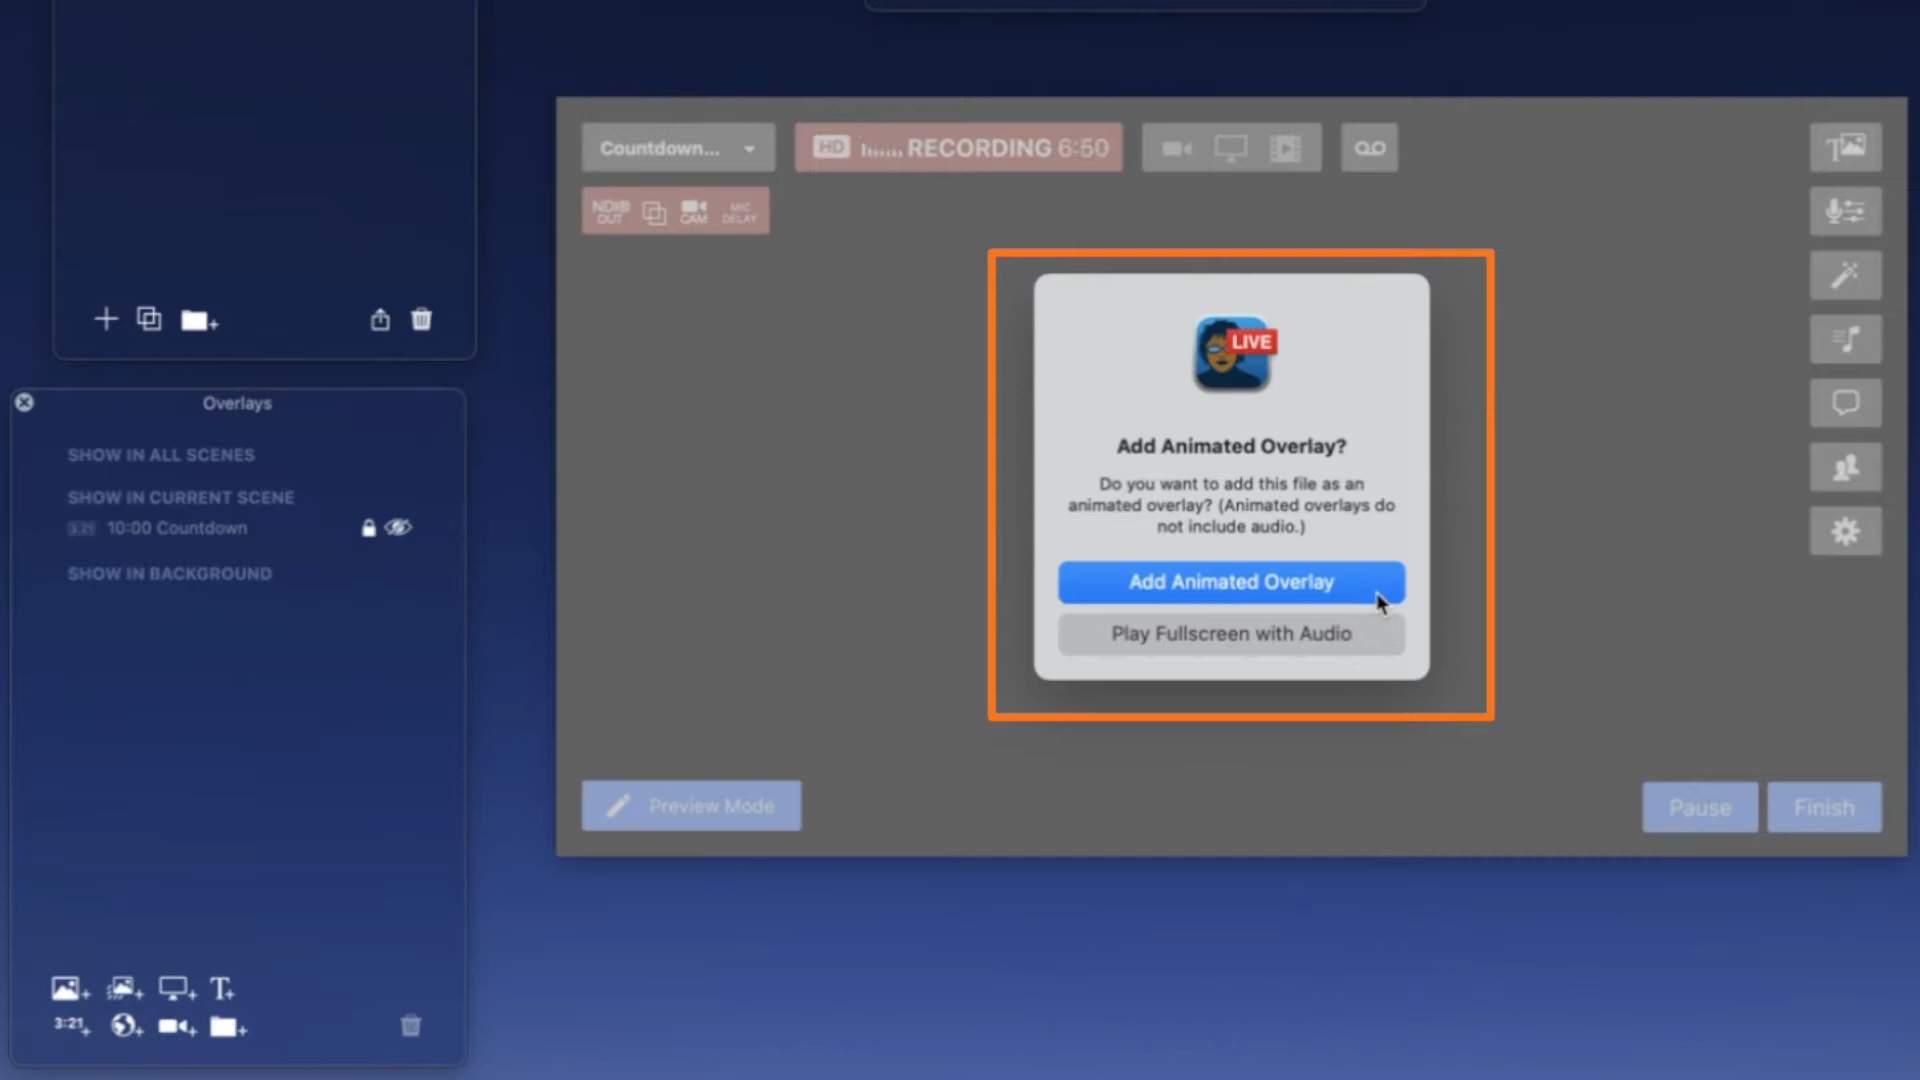 Countdown...
HD RECORDING 6:50
NDI® OUT
CAM
MIC DELAY
T
LIVE
Add Animated Overlay?
Do you want to add this file as an
animated overlay? (Animated overlays do
not include audio.)
Add Animated Overlay
Play Fullscreen with Audio
Preview Mode
Pause
Finish
Overlays
SHOW IN ALL SCENES
SHOW IN CURRENT SCENE
3:21 10:00 Countdown
SHOW IN BACKGROUND
T+
3:21+